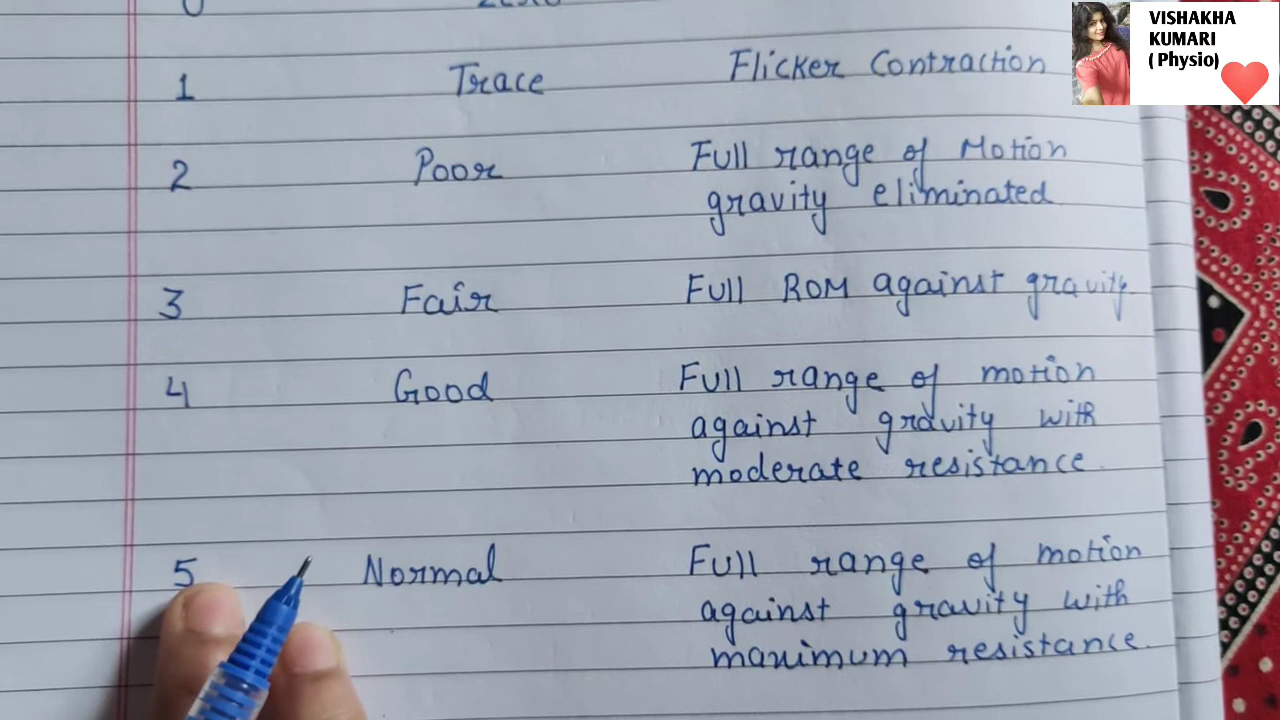 VISHAKHA
KUMARI
( Physio)
1 Trace Flicker Contraction
2 Poor Full range of Motion
gravity eliminated
3 Fair Full ROM against gravity
4 Good Full range of motion
against gravity with
moderate resistance
5 Normal Full range of motion
against gravity with
maximum resistance.